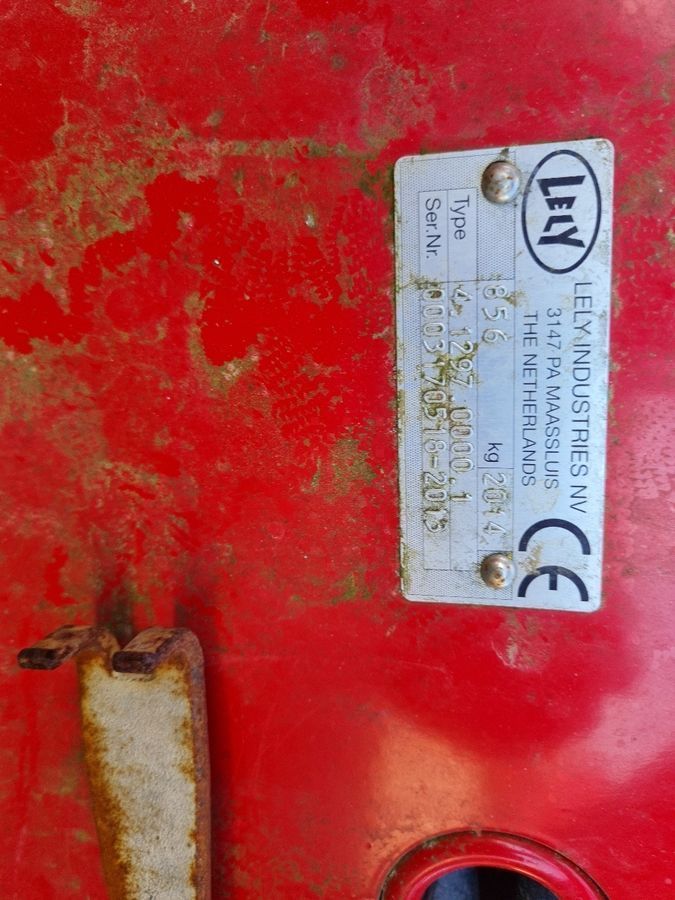 LELY
LELY INDUSTRIES NV
3147 PA MAASSLUIS
THE NETHERLANDS
CE
856 kg 2014
Type 4.1297.0000.1
Ser.Nr.